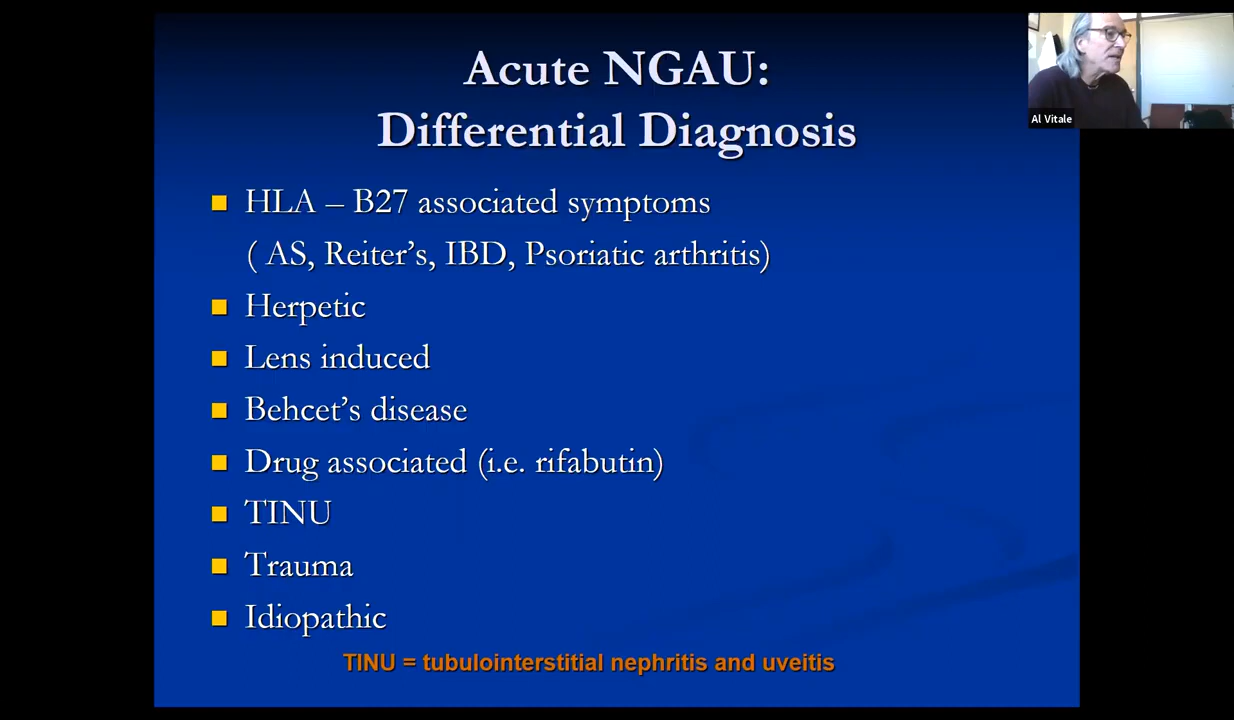 Acute NGAU:
Differential Diagnosis
HLA – B27 associated symptoms
( AS, Reiter’s, IBD, Psoriatic arthritis)
Herpetic
Lens induced
Behcet’s disease
Drug associated (i.e. rifabutin)
TINU
Trauma
Idiopathic
TINU = tubulointerstitial nephritis and uveitis
Al Vitale